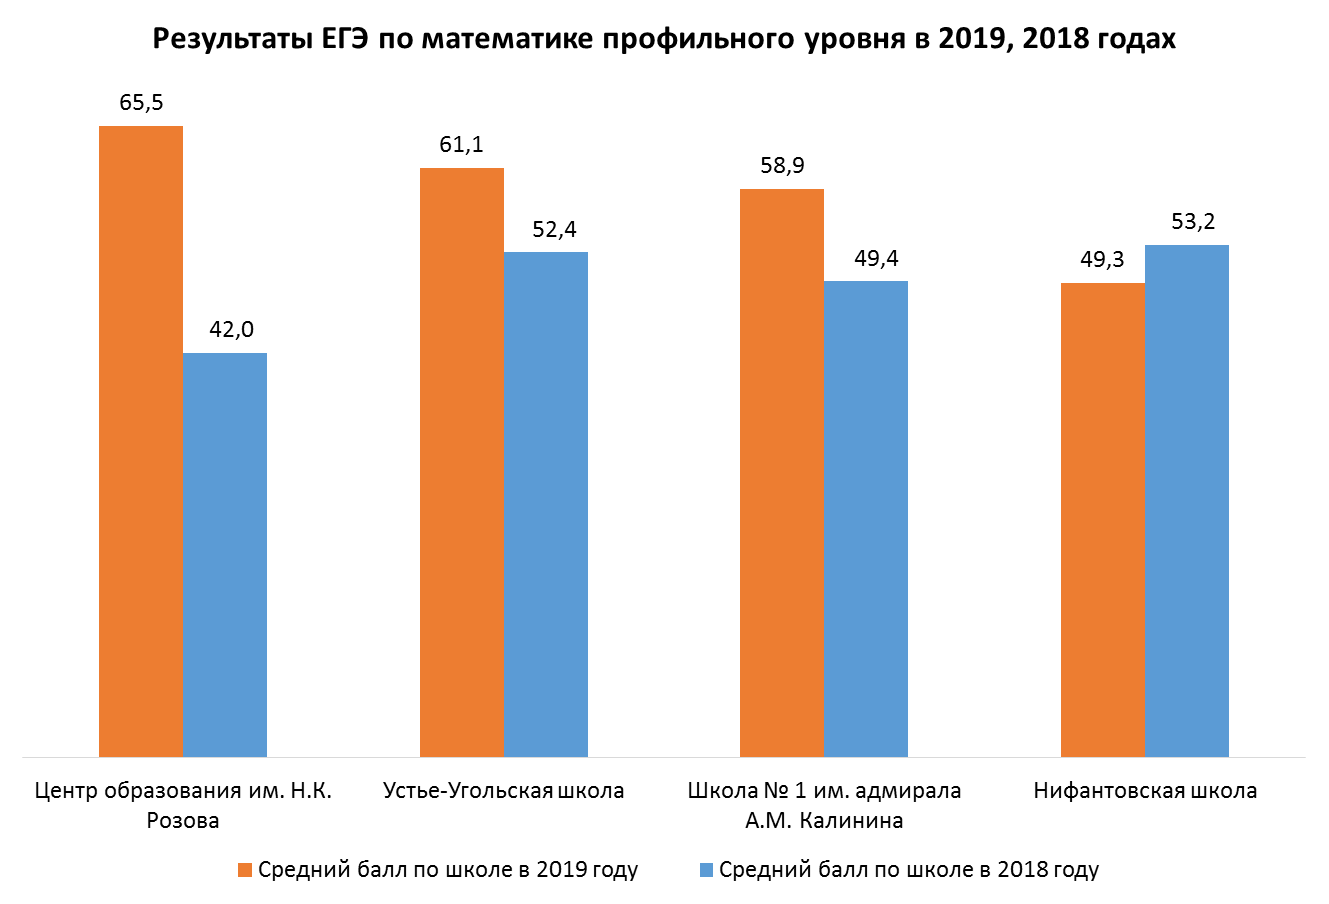 Результаты ЕГЭ по математике профильного уровня в 2019, 2018 годах
65,5
61,1
58,9
53,2
52,4
49,4
49,3
42,0
Центр образования им. Н.К.
Розова
Устье-Угольская школа
Школа № 1 им. адмирала
А.М. Калинина
Нифантовская школа
Средний балл по школе в 2019 году
Средний балл по школе в 2018 году